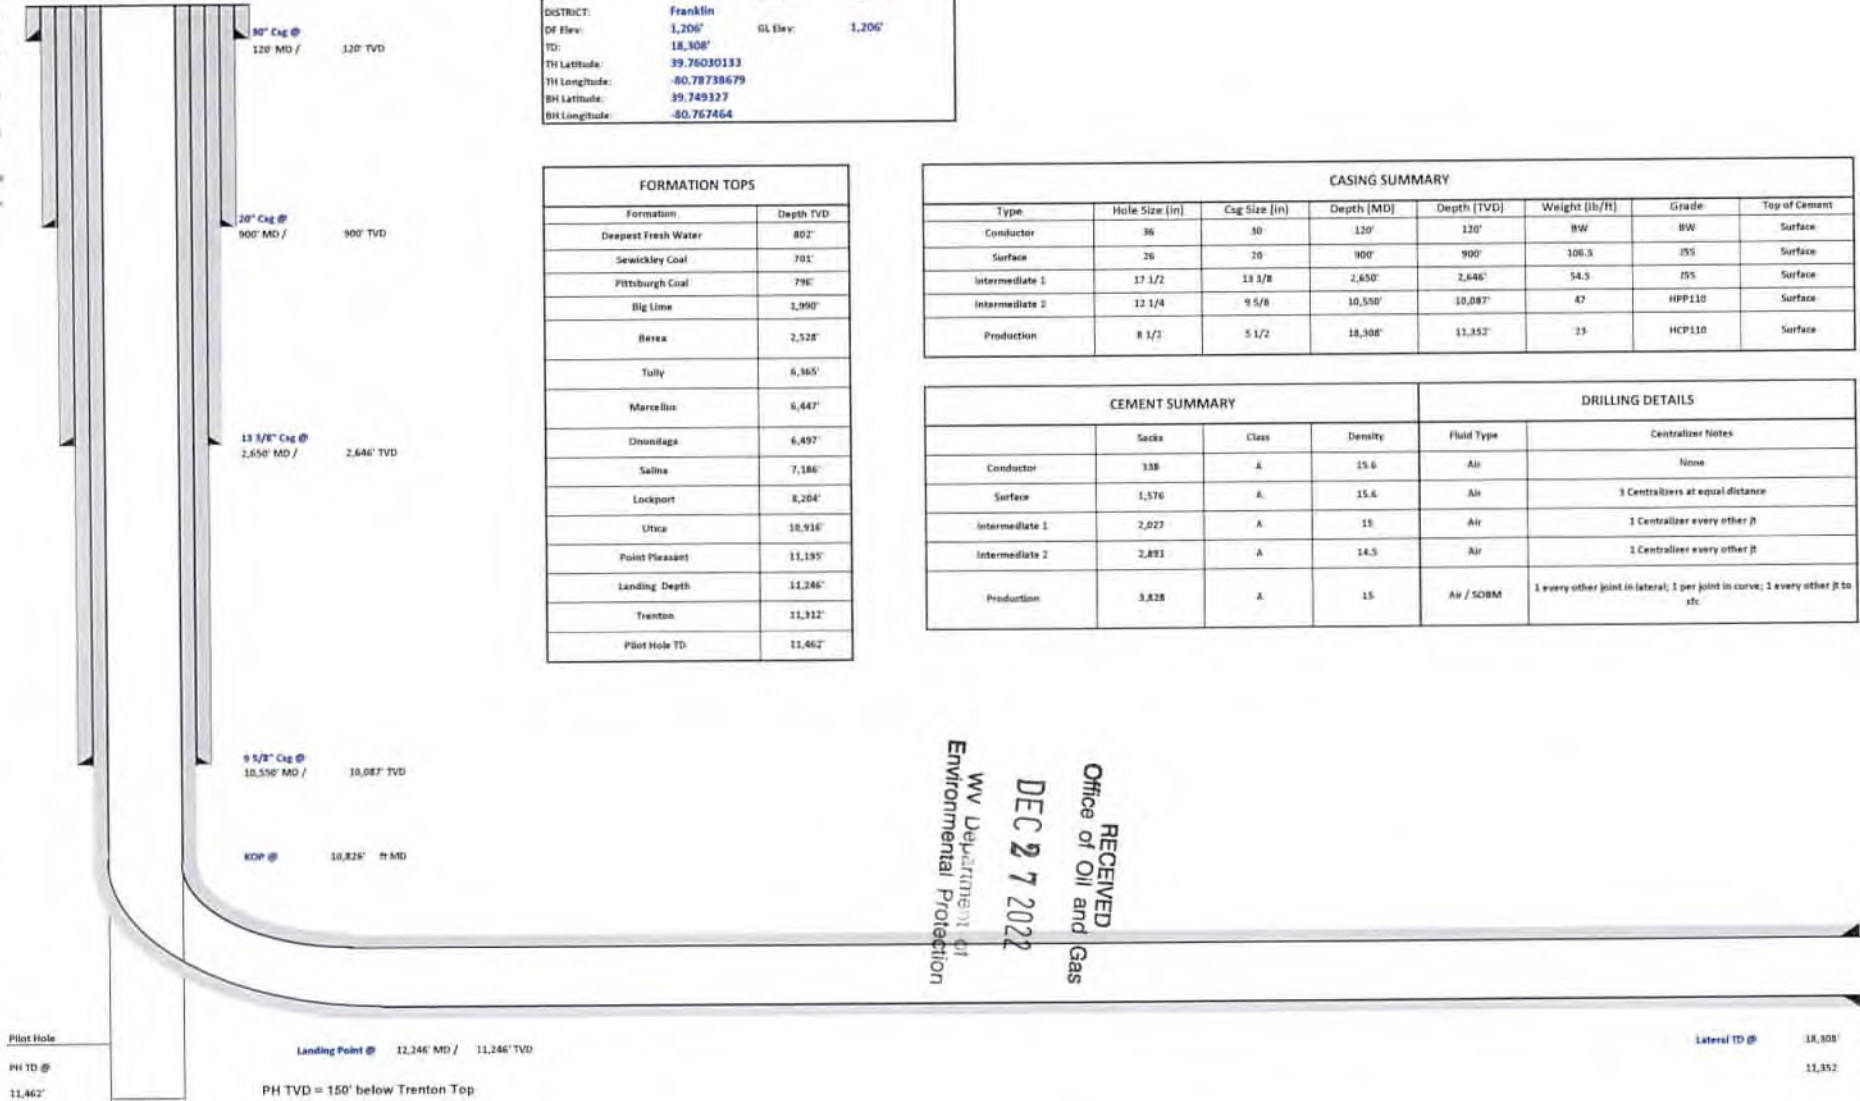 DISTRICT: Franklin
DF Elev: 1,206' GL Elev: 1,206'
TD: 18,308'
TH Latitude: 39.76030133
TH Longitude: -80.78738679
BH Latitude: 39.749327
BH Longitude: -80.767464
30" Csg @
120' MD / 120' TVD
20" Csg @
900' MD / 900' TVD
13 3/8" Csg @
2,650' MD / 2,646' TVD
9 5/8" Csg @
10,550' MD / 10,087' TVD
KOP @ 10,826' ft MD
FORMATION TOPS
Formation Depth TVD
Deepest Fresh Water 802'
Sewickley Coal 701'
Pittsburgh Coal 796'
Big Lime 1,990'
Berea 2,528'
Tully 6,365'
Marcellus 6,447'
Onondaga 6,497'
Salina 7,186'
Lockport 8,204'
Utica 10,916'
Point Pleasant 11,195'
Landing Depth 11,246'
Trenton 11,312'
Pilot Hole TD 11,462'
CASING SUMMARY
Type Hole Size (in) Csg Size (in) Depth (MD) Depth (TVD) Weight (lb/ft) Grade Top of Cement
Conductor 36 30 120' 120' BW BW Surface
Surface 26 20 900' 900' 106.5 J55 Surface
Intermediate 1 17 1/2 13 3/8 2,650' 2,646' 54.5 J55 Surface
Intermediate 2 12 1/4 9 5/8 10,550' 10,087' 47 HPP110 Surface
Production 8 1/2 5 1/2 18,308' 11,352' 23 HCP110 Surface
CEMENT SUMMARY DRILLING DETAILS
Sacks Class Density Fluid Type Centralizer Notes
Conductor 338 A 15.6 Air None
Surface 1,576 A 15.6 Air 3 Centralizers at equal distance
Intermediate 1 2,027 A 15 Air 1 Centralizer every other jt
Intermediate 2 2,891 A 14.5 Air 1 Centralizer every other jt
Production 3,828 A 15 Air / SOBM 1 every other joint in lateral; 1 per joint in curve; 1 every other jt to
sfc
RECEIVED
Office of Oil and Gas
DEC 27 2022
WV Department of
Environmental Protection
Pilot Hole
PH TD @
11,462'
Landing Point @ 12,246' MD / 11,246' TVD
PH TVD = 150' below Trenton Top
Lateral TD @ 18,308'
11,352